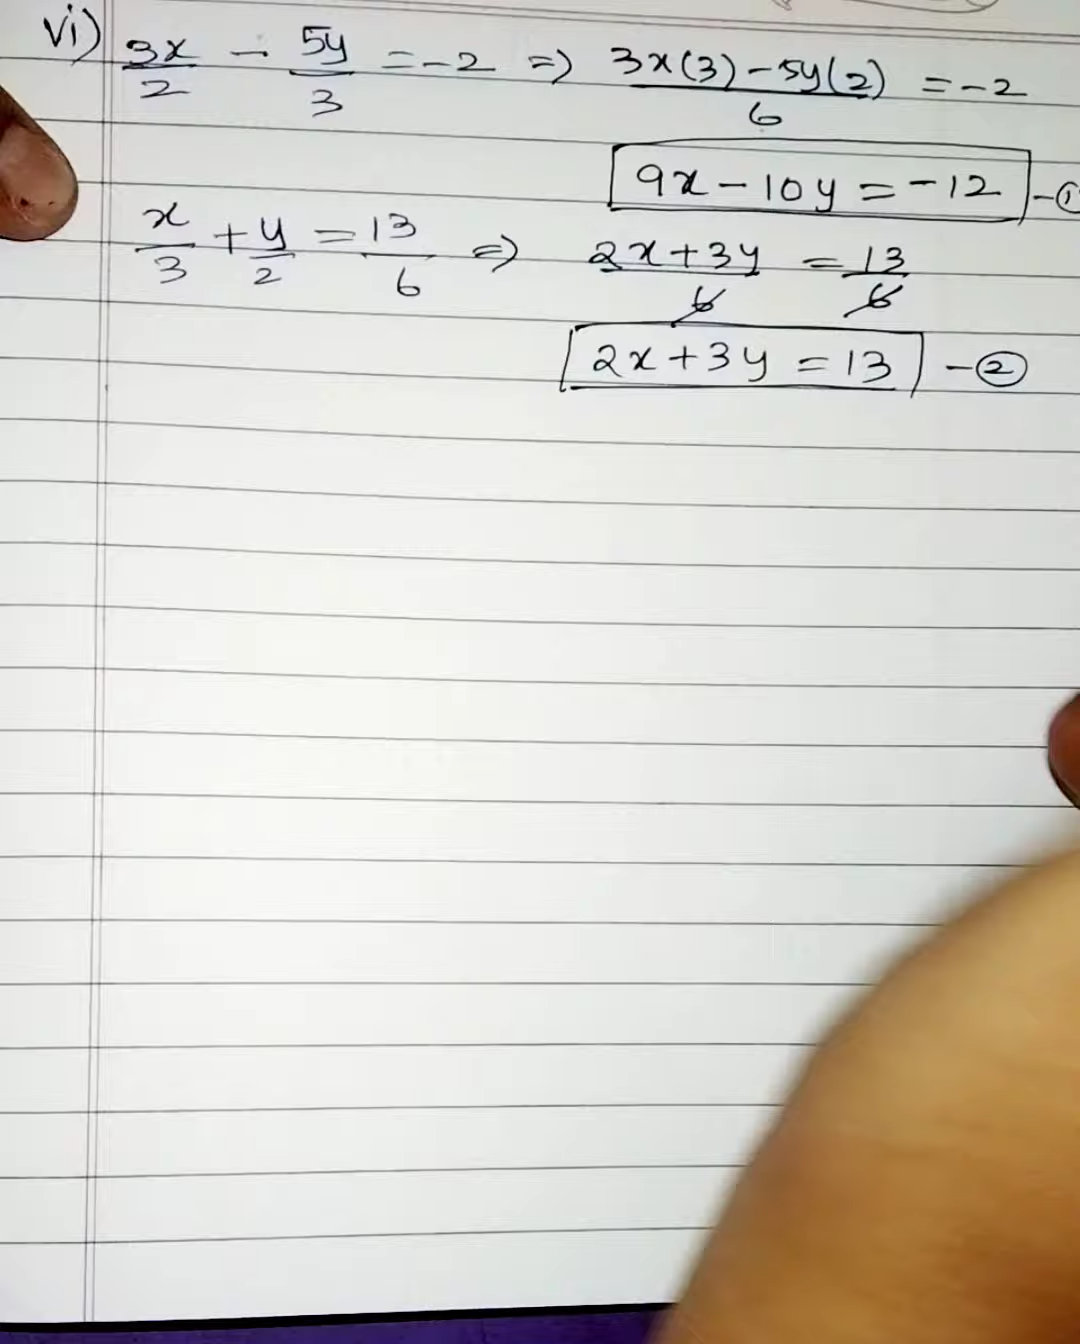 vi) 3x/2 - 5y/3 = -2 => 3x(3) - 5y(2)/6 = -2
9x - 10y = -12 - ①
x/3 + y/2 = 13/6 => 2x + 3y/6 = 13/6
2x + 3y = 13 - ②